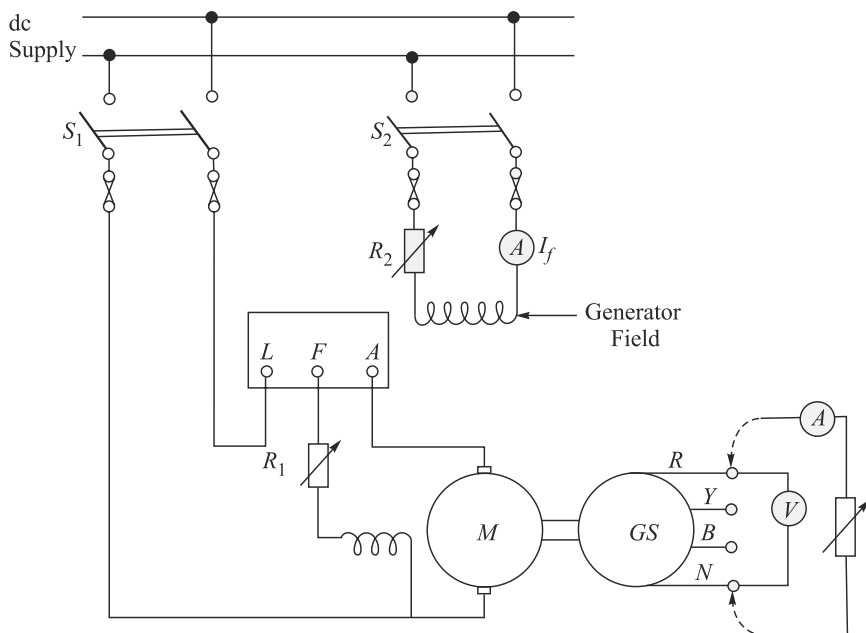 dc
Supply
S1
S2
R2
A
If
Generator
Field
L F A
R1
M
GS
R
Y
B
N
V
A